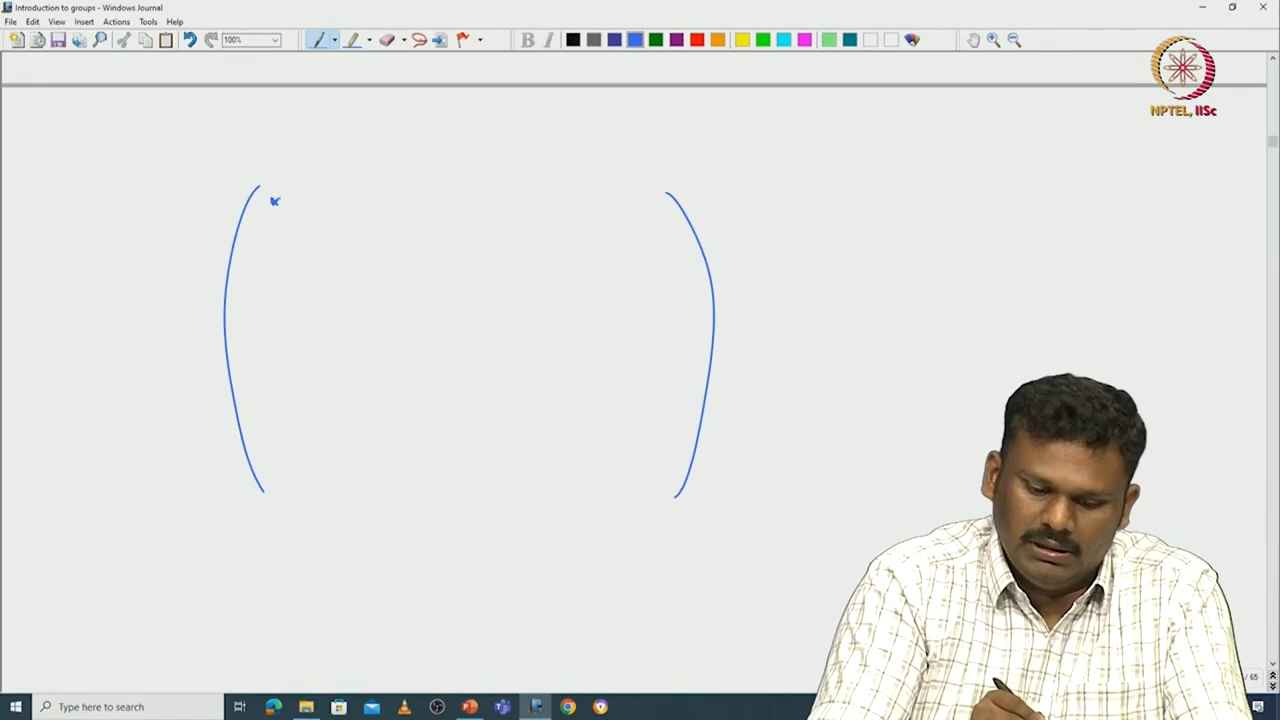 Introduction to groups - Windows Journal
File Edit View Insert Actions Tools Help
100% B I
NPTEL, IISc
x
/ 65
Type here to search